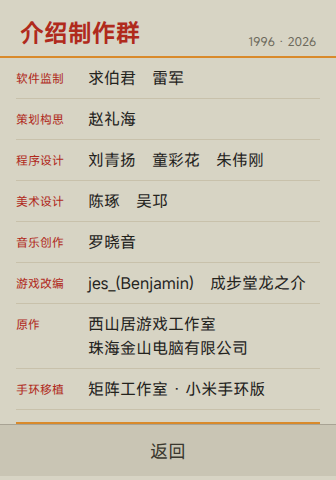 介绍制作群
1996 · 2026
软件监制 求伯君 雷军
策划构思 赵礼海
程序设计 刘青扬 童彩花 朱伟刚
美术设计 陈琢 吴邛
音乐创作 罗晓音
游戏改编 jes_(Benjamin) 成步堂龙之介
原作 西山居游戏工作室
珠海金山电脑有限公司
手环移植 矩阵工作室 · 小米手环版
返回